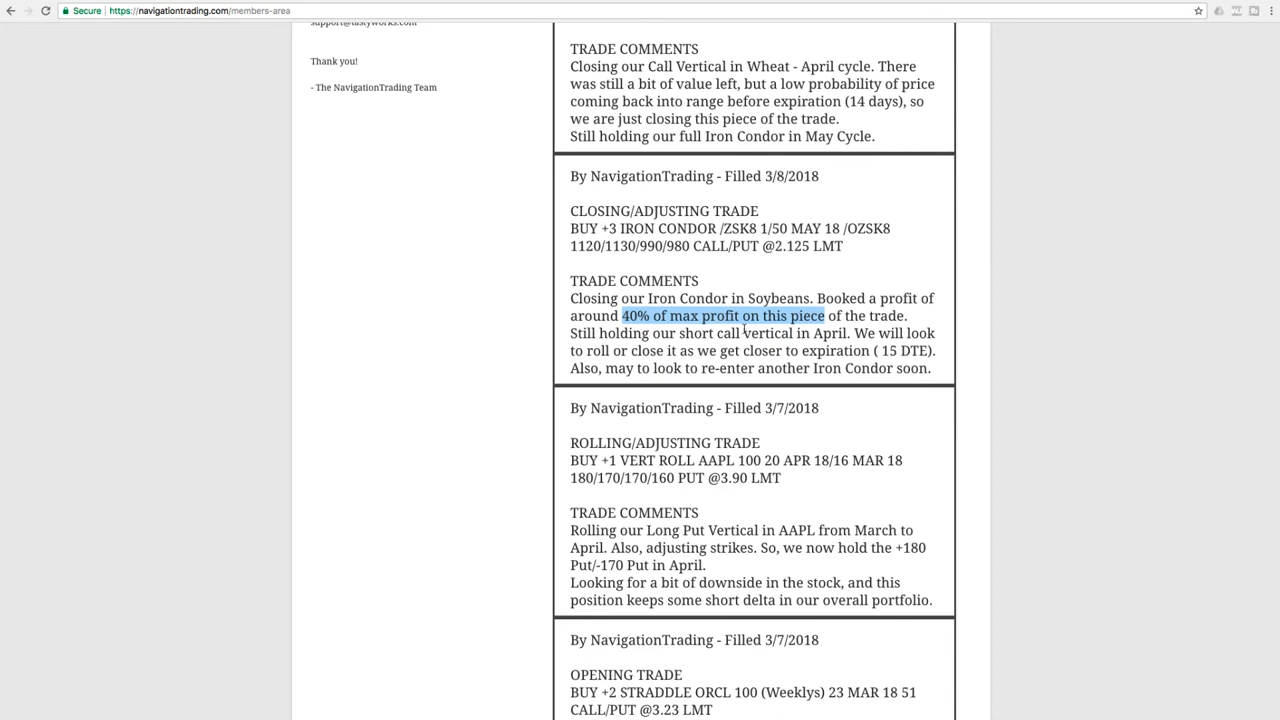 Secure
https://navigationtrading.com/members-area
support@tastyworks.com
Thank you!
- The NavigationTrading Team
TRADE COMMENTS
Closing our Call Vertical in Wheat - April cycle. There
was still a bit of value left, but a low probability of price
coming back into range before expiration (14 days), so
we are just closing this piece of the trade.
Still holding our full Iron Condor in May Cycle.
By NavigationTrading - Filled 3/8/2018
CLOSING/ADJUSTING TRADE
BUY +3 IRON CONDOR /ZSK8 1/50 MAY 18 /OZSK8
1120/1130/990/980 CALL/PUT @2.125 LMT
TRADE COMMENTS
Closing our Iron Condor in Soybeans. Booked a profit of
around 40% of max profit on this piece of the trade.
Still holding our short call vertical in April. We will look
to roll or close it as we get closer to expiration ( 15 DTE).
Also, may to look to re-enter another Iron Condor soon.
By NavigationTrading - Filled 3/7/2018
ROLLING/ADJUSTING TRADE
BUY +1 VERT ROLL AAPL 100 20 APR 18/16 MAR 18
180/170/170/160 PUT @3.90 LMT
TRADE COMMENTS
Rolling our Long Put Vertical in AAPL from March to
April. Also, adjusting strikes. So, we now hold the +180
Put/-170 Put in April.
Looking for a bit of downside in the stock, and this
position keeps some short delta in our overall portfolio.
By NavigationTrading - Filled 3/7/2018
OPENING TRADE
BUY +2 STRADDLE ORCL 100 (Weeklys) 23 MAR 18 51
CALL/PUT @3.23 LMT